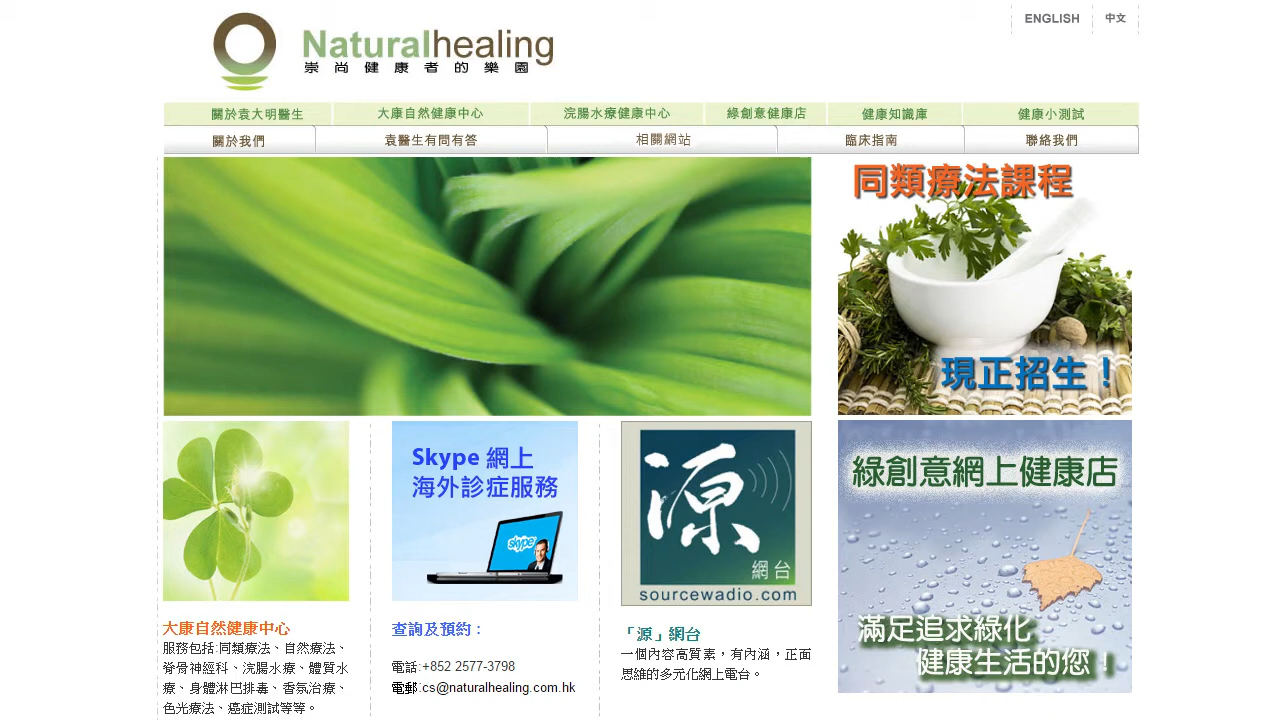 ENGLISH
中文
Naturalhealing
崇尚健康者的樂園
關於袁大明醫生
大康自然健康中心
浣腸水療健康中心
綠創意健康店
健康知識庫
健康小測試
關於我們
袁醫生有問有答
相關網站
臨床指南
聯絡我們
同類療法課程
現正招生！
Skype 網上
海外診症服務
skype
源
網台
sourcewadio.com
綠創意網上健康店
滿足追求綠化
健康生活的您！
大康自然健康中心
服務包括:同類療法、自然療法、
脊骨神經科、浣腸水療、體質水
療、身體淋巴排毒、香氛治療、
色光療法、癌症測試等等。
查詢及預約：
電話:+852 2577-3798
電郵:cs@naturalhealing.com.hk
「源」網台
一個內容高質素，有內涵，正面
思維的多元化網上電台。